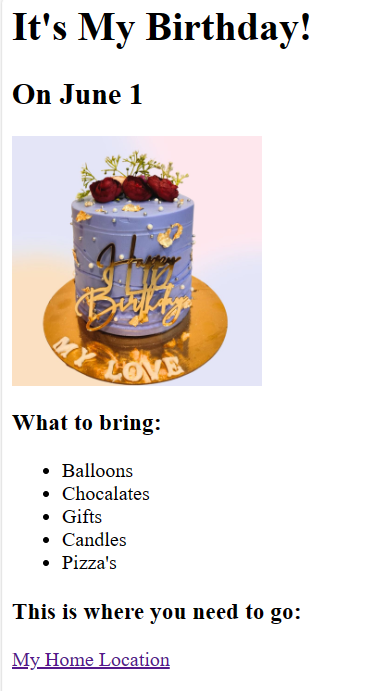 It's My Birthday!
On June 1
Happy
Birthday
MY LOVE
What to bring:
Balloons
Chocalates
Gifts
Candles
Pizza's
This is where you need to go:
My Home Location